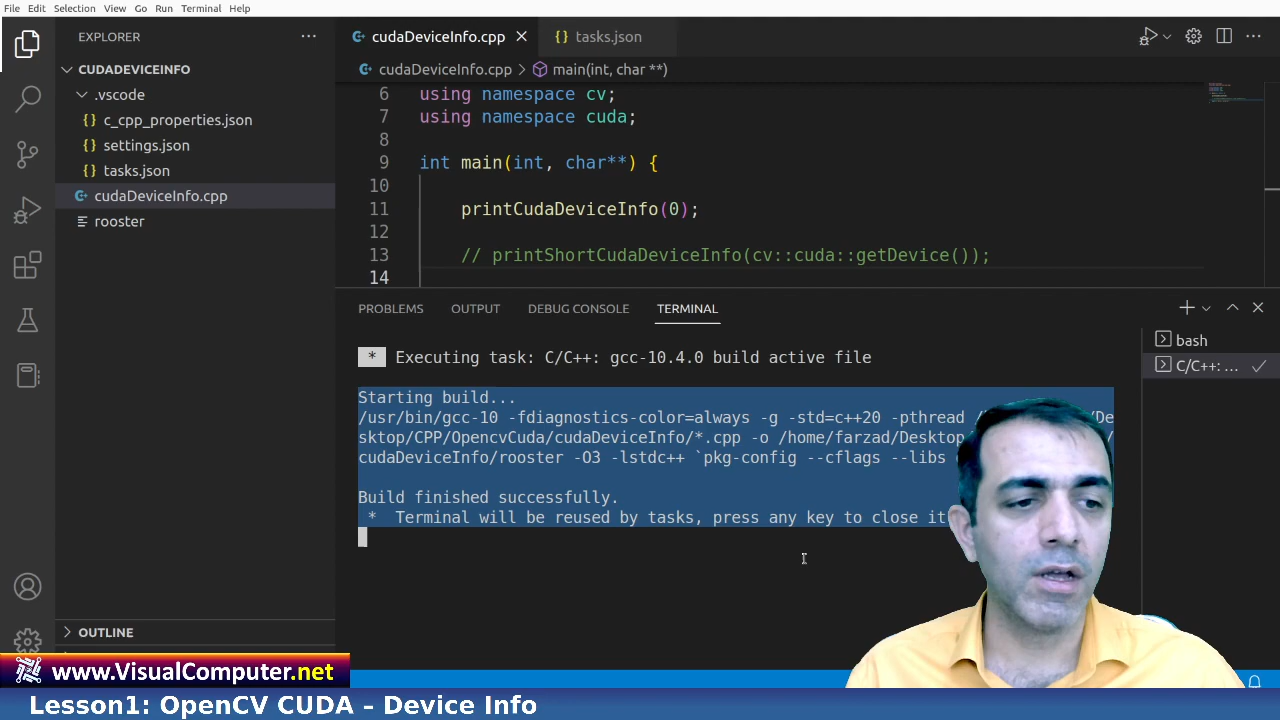 File Edit Selection View Go Run Terminal Help
EXPLORER
CUDADEVICEINFO
.vscode
{} c_cpp_properties.json
{} settings.json
{} tasks.json
cudaDeviceInfo.cpp
rooster
OUTLINE
cudaDeviceInfo.cpp
{} tasks.json
cudaDeviceInfo.cpp > main(int, char **)
6 using namespace cv;
7 using namespace cuda;
8
9 int main(int, char**) {
10
11 printCudaDeviceInfo(0);
12
13 // printShortCudaDeviceInfo(cv::cuda::getDevice());
14
PROBLEMS OUTPUT DEBUG CONSOLE TERMINAL
* Executing task: C/C++: gcc-10.4.0 build active file
Starting build...
/usr/bin/gcc-10 -fdiagnostics-color=always -g -std=c++20 -pthread
sktop/CPP/OpencvCuda/cudaDeviceInfo/*.cpp -o /home/farzad/Desktop
cudaDeviceInfo/rooster -O3 -lstdc++ `pkg-config --cflags --libs
Build finished successfully.
* Terminal will be reused by tasks, press any key to close it
bash
C/C++: ...
www.VisualComputer.net
Lesson1: OpenCV CUDA – Device Info